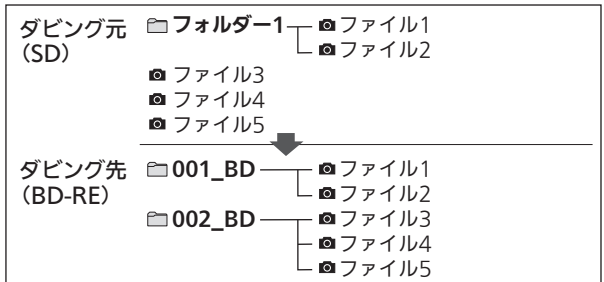 ダビング元 フォルダー1 ファイル1
(SD) ファイル2
ファイル3
ファイル4
ファイル5
ダビング先 001_BD ファイル1
(BD-RE) ファイル2
002_BD ファイル3
ファイル4
ファイル5